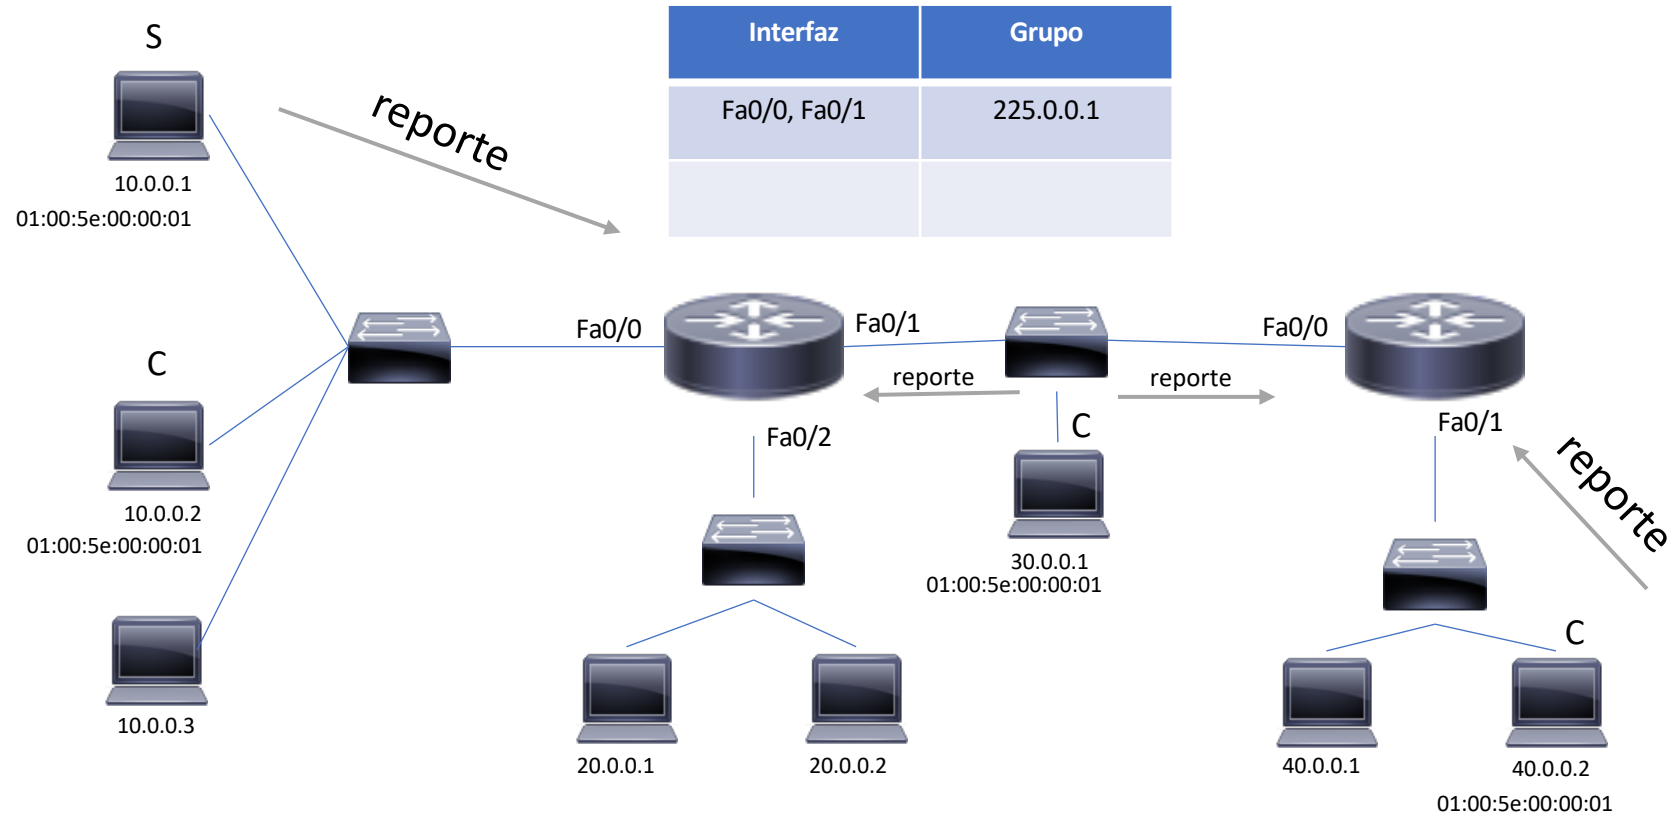 S
Interfaz Grupo
Fa0/0, Fa0/1 225.0.0.1
reporte
10.0.0.1
01:00:5e:00:00:01
Fa0/0
Fa0/1
Fa0/0
C
reporte
reporte
10.0.0.2
01:00:5e:00:00:01
Fa0/2
C
Fa0/1
reporte
30.0.0.1
01:00:5e:00:00:01
10.0.0.3
20.0.0.1
20.0.0.2
C
40.0.0.1
40.0.0.2
01:00:5e:00:00:01